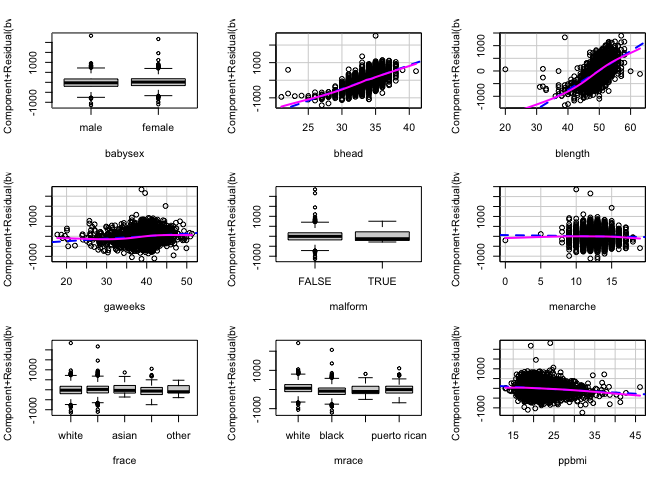 Component+Residual(bw
-1000 1000
male female
babysex
Component+Residual(bw
-1000 1000
25 30 35 40
bhead
Component+Residual(bw
-1000 0 1000
20 30 40 50 60
blength
Component+Residual(bw
-1000 1000
20 30 40 50
gaweeks
Component+Residual(bw
-1000 1000
FALSE TRUE
malform
Component+Residual(bw
-1000 1000
0 5 10 15
menarche
Component+Residual(bw
-1000 1000
white asian other
frace
Component+Residual(bw
-1000 1000
white black puerto rican
mrace
Component+Residual(bw
-1000 1000
15 25 35 45
ppbmi